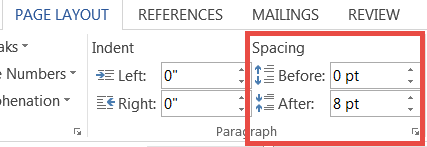 PAGE LAYOUT REFERENCES MAILINGS REVIEW
aks Indent Spacing
e Numbers Left: 0" Before: 0 pt
phenation Right: 0" After: 8 pt
Paragraph